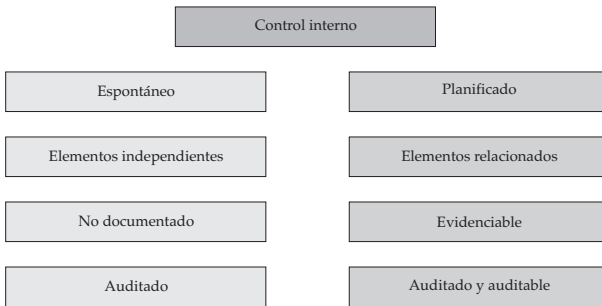 Control interno
Espontáneo
Planificado
Elementos independientes
Elementos relacionados
No documentado
Evidenciable
Auditado
Auditado y auditable